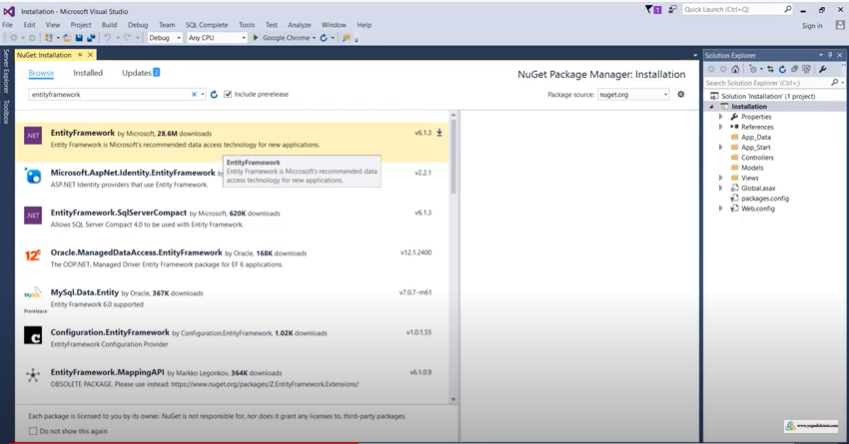 Installation - Microsoft Visual Studio
1
Quick Launch (Ctrl+Q)
File Edit View Project Build Debug Team SQL Complete Tools Test Analyze Window Help
Sign in
Debug Any CPU Google Chrome
Server Explorer
Toolbox
NuGet: Installation
Browse Installed Updates 2
NuGet Package Manager: Installation
entityframework
Include prerelease
Package source: nuget.org
.NET
EntityFramework by Microsoft, 28.6M downloads
v6.1.3
Entity Framework is Microsoft's recommended data access technology for new applications.
EntityFramework
Entity Framework is Microsoft's recommended data
access technology for new applications.
Microsoft.AspNet.Identity.EntityFramework
v2.2.1
ASP.NET Identity providers that use Entity Framework.
.NET
EntityFramework.SqlServerCompact by Microsoft, 620K downloads
v6.1.3
Allows SQL Server Compact 4.0 to be used with Entity Framework.
12c
Oracle.ManagedDataAccess.EntityFramework by Oracle, 168K downloads
v12.1.2400
The ODP.NET, Managed Driver Entity Framework package for EF 6 applications.
MySQL
Prerelease
MySql.Data.Entity by Oracle, 367K downloads
v7.0.7-m61
Entity Framework 6.0 supported
c
Configuration.EntityFramework by Configuration.EntityFramework, 1.02K downloads
v1.0.1.55
EntityFramework Configuration Provider
EntityFramework.MappingAPI by Markko Legonkov, 364K downloads
v6.1.0.9
OBSOLETE PACKAGE. Please use instead: https://www.nuget.org/packages/Z.EntityFramework.Extensions/
Each package is licensed to you by its owner. NuGet is not responsible for, nor does it grant any licenses to, third-party packages.
Do not show this again
Solution Explorer
Search Solution Explorer (Ctrl+;)
Solution 'Installation' (1 project)
Installation
Properties
References
App_Data
App_Start
Controllers
Models
Views
Global.asax
packages.config
Web.config